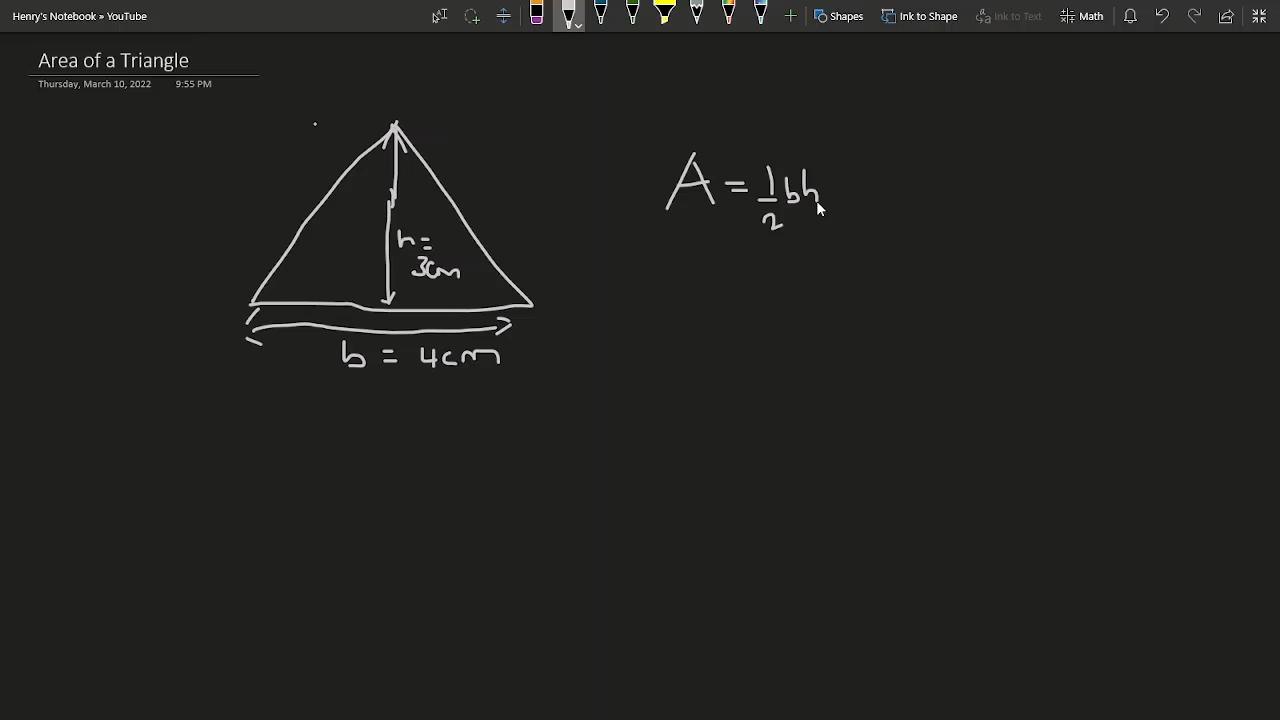 Henry's Notebook » YouTube
Shapes
Ink to Shape
Ink to Text
Math
Area of a Triangle
Thursday, March 10, 2022 9:55 PM
A = 1/2 bh
h =
3cm
b = 4cm